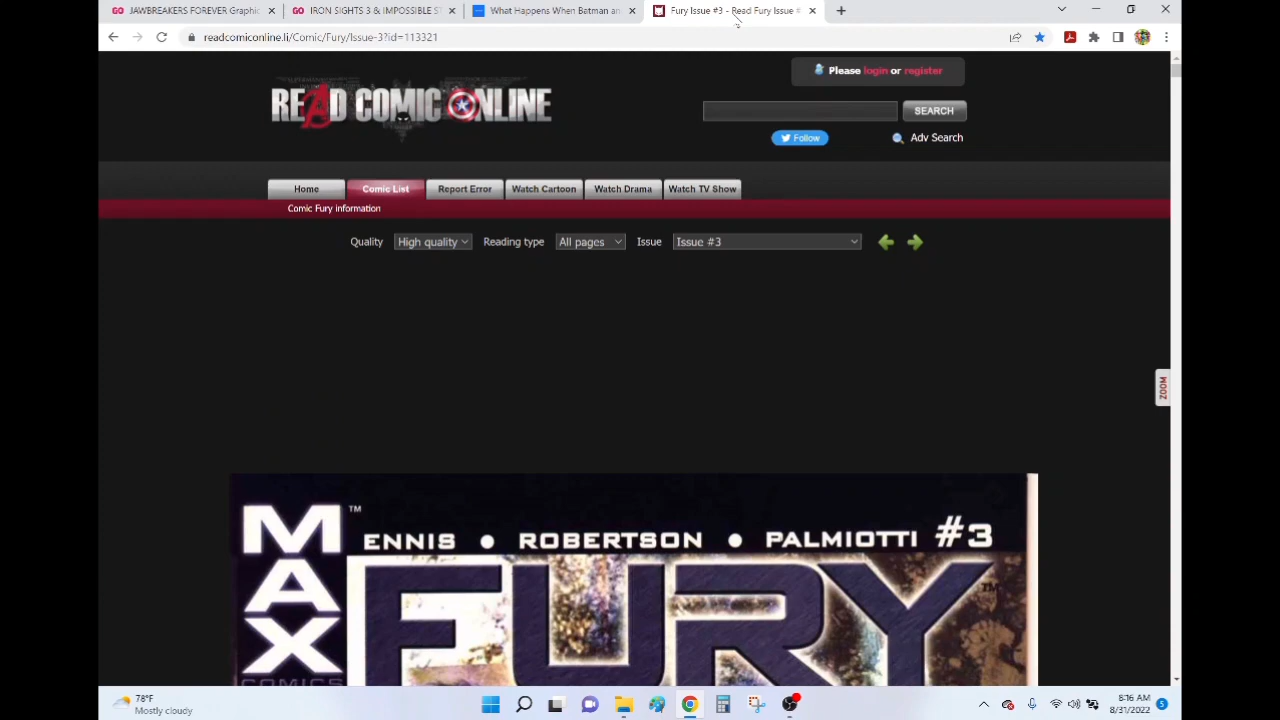 JAWBREAKERS FOREVER Graphic
IRON SIGHTS 3 & IMPOSSIBLE ST
What Happens When Batman an
Fury Issue #3 - Read Fury Issue #
readcomiconline.li/Comic/Fury/Issue-3?id=113321
READ COMIC ONLINE
Please login or register
SEARCH
Follow
Adv Search
Home
Comic List
Report Error
Watch Cartoon
Watch Drama
Watch TV Show
Comic Fury information
Quality High quality Reading type All pages Issue Issue #3
ZOOM
MAX
COMICS
TM
ENNIS • ROBERTSON • PALMIOTTI #3
FURY
TM
78°F
Mostly cloudy
8:16 AM
8/31/2022
5